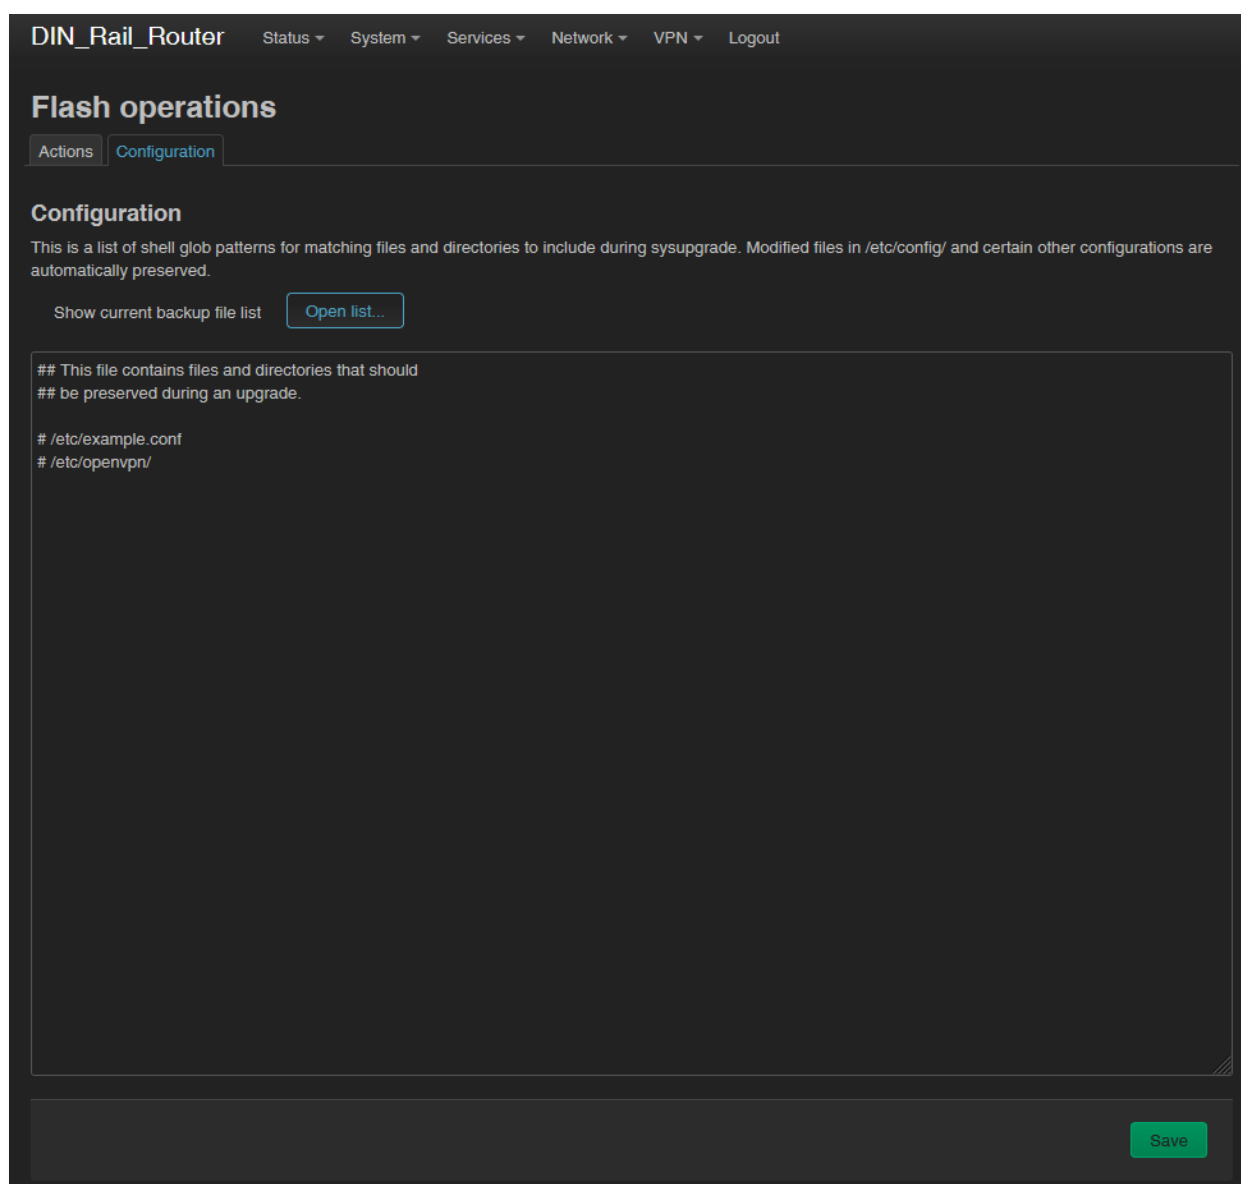 DIN_Rail_Router Status System Services Network VPN Logout
Flash operations
Actions Configuration
Configuration
This is a list of shell glob patterns for matching files and directories to include during sysupgrade. Modified files in /etc/config/ and certain other configurations are
automatically preserved.
Show current backup file list Open list...
## This file contains files and directories that should
## be preserved during an upgrade.
# /etc/example.conf
# /etc/openvpn/
Save